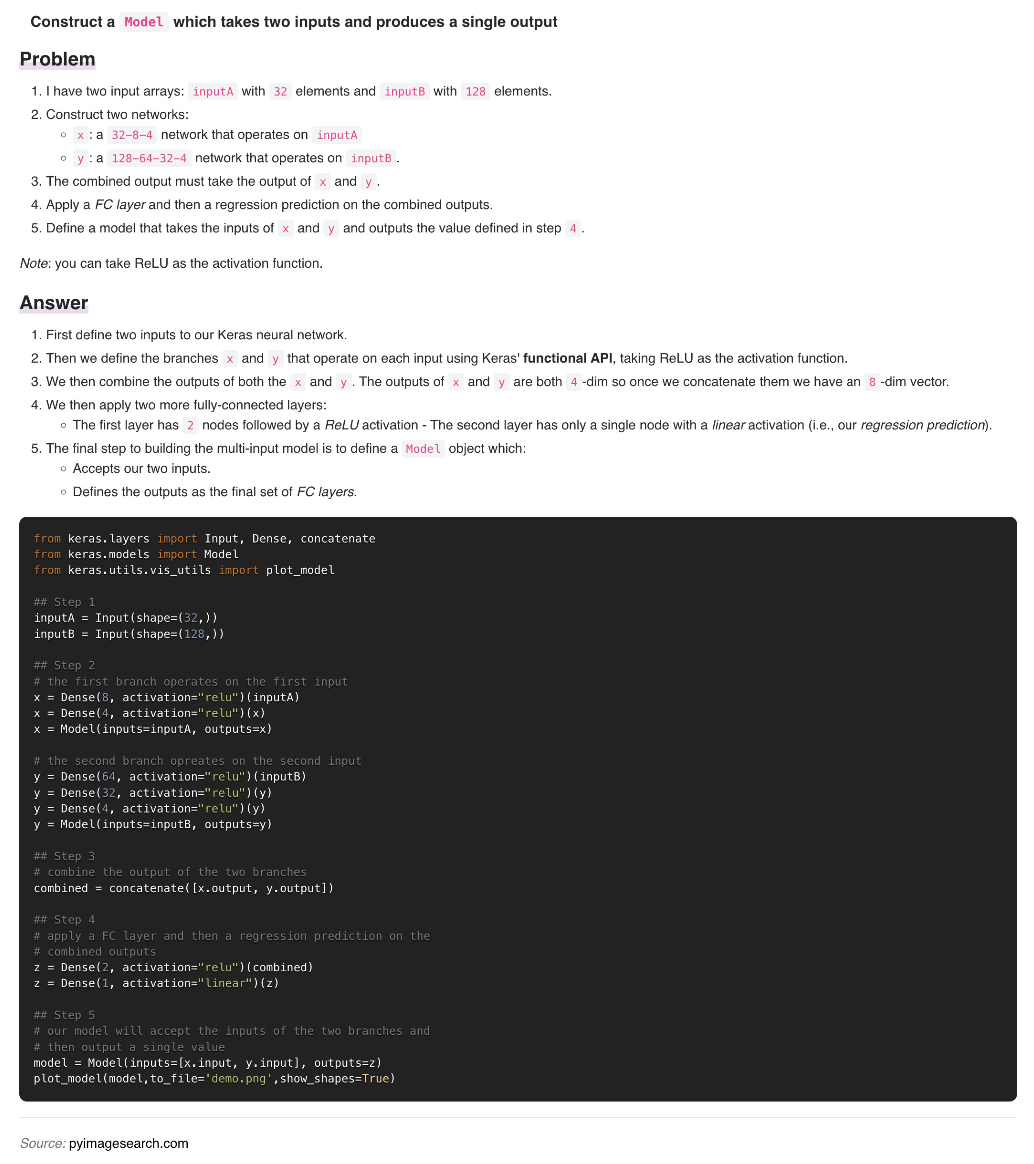 Construct a Model which takes two inputs and produces a single output
Problem
1. I have two input arrays: inputA with 32 elements and inputB with 128 elements.
2. Construct two networks:
x : a 32-8-4 network that operates on inputA
y : a 128-64-32-4 network that operates on inputB .
3. The combined output must take the output of x and y .
4. Apply a FC layer and then a regression prediction on the combined outputs.
5. Define a model that takes the inputs of x and y and outputs the value defined in step 4 .
Note: you can take ReLU as the activation function.
Answer
1. First define two inputs to our Keras neural network.
2. Then we define the branches x and y that operate on each input using Keras' functional API, taking ReLU as the activation function.
3. We then combine the outputs of both the x and y . The outputs of x and y are both 4 -dim so once we concatenate them we have an 8 -dim vector.
4. We then apply two more fully-connected layers:
The first layer has 2 nodes followed by a ReLU activation - The second layer has only a single node with a linear activation (i.e., our regression prediction).
5. The final step to building the multi-input model is to define a Model object which:
Accepts our two inputs.
Defines the outputs as the final set of FC layers.
from keras.layers import Input, Dense, concatenate
from keras.models import Model
from keras.utils.vis_utils import plot_model
## Step 1
inputA = Input(shape=(32,))
inputB = Input(shape=(128,))
## Step 2
# the first branch operates on the first input
x = Dense(8, activation="relu")(inputA)
x = Dense(4, activation="relu")(x)
x = Model(inputs=inputA, outputs=x)
# the second branch opreates on the second input
y = Dense(64, activation="relu")(inputB)
y = Dense(32, activation="relu")(y)
y = Dense(4, activation="relu")(y)
y = Model(inputs=inputB, outputs=y)
## Step 3
# combine the output of the two branches
combined = concatenate([x.output, y.output])
## Step 4
# apply a FC layer and then a regression prediction on the
# combined outputs
z = Dense(2, activation="relu")(combined)
z = Dense(1, activation="linear")(z)
## Step 5
# our model will accept the inputs of the two branches and
# then output a single value
model = Model(inputs=[x.input, y.input], outputs=z)
plot_model(model,to_file='demo.png',show_shapes=True)
Source: pyimagesearch.com